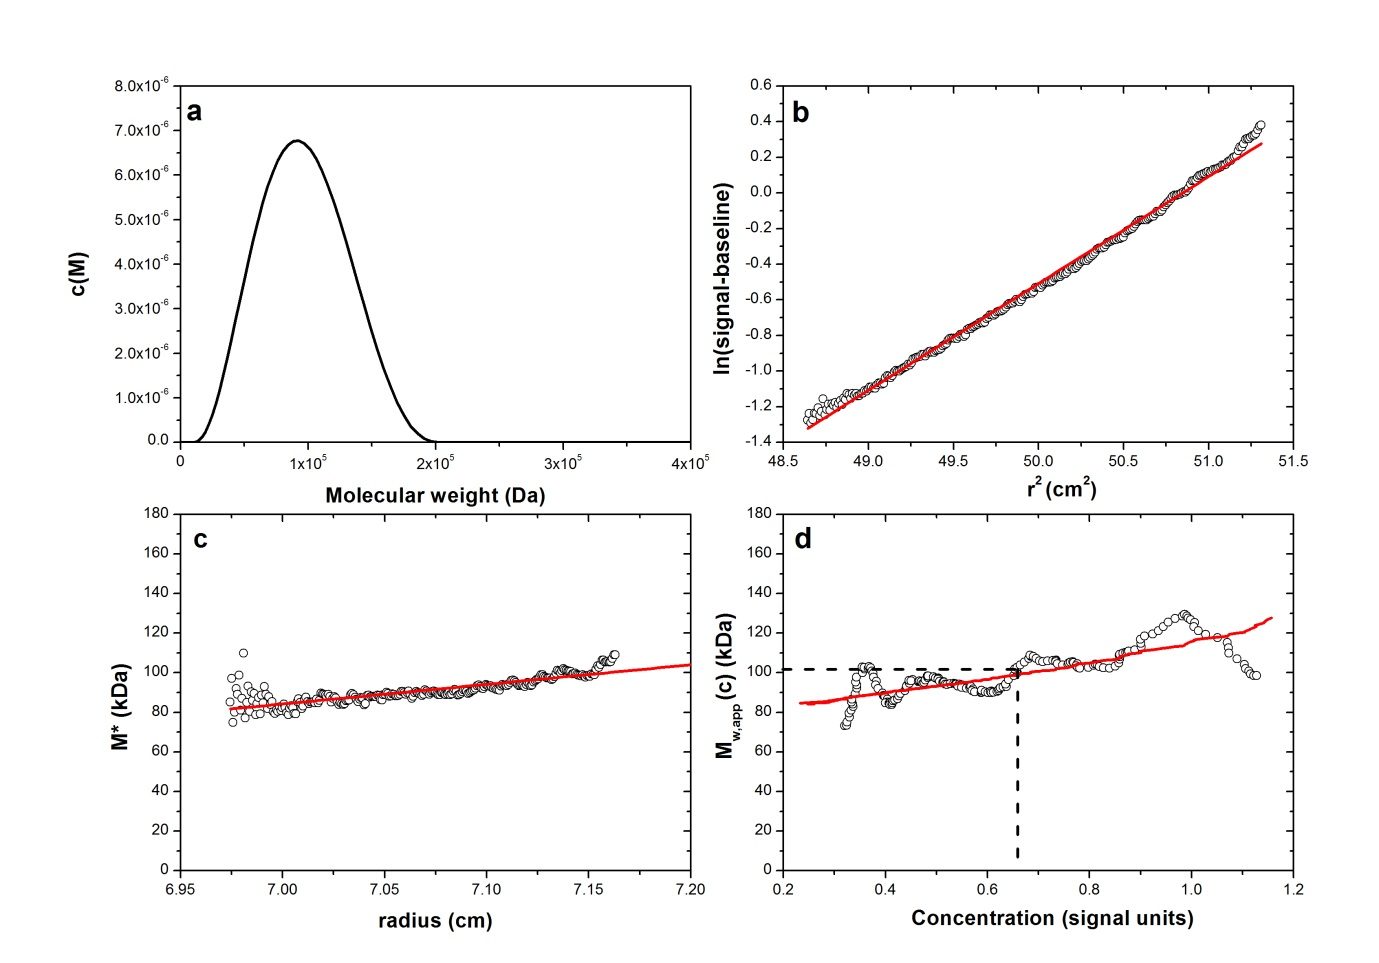 a
8.0x10⁻⁶
7.0x10⁻⁶
6.0x10⁻⁶
5.0x10⁻⁶
4.0x10⁻⁶
3.0x10⁻⁶
2.0x10⁻⁶
1.0x10⁻⁶
0.0
c(M)
0 1x10⁵ 2x10⁵ 3x10⁵ 4x10⁵
Molecular weight (Da)
b
0.6
0.4
0.2
0.0
-0.2
-0.4
-0.6
-0.8
-1.0
-1.2
-1.4
ln(signal-baseline)
48.5 49.0 49.5 50.0 50.5 51.0 51.5
r² (cm²)
c
180
160
140
120
100
80
60
40
20
0
M* (kDa)
6.95 7.00 7.05 7.10 7.15 7.20
radius (cm)
d
180
160
140
120
100
80
60
40
20
0
Mw,app (c) (kDa)
0.2 0.4 0.6 0.8 1.0 1.2
Concentration (signal units)